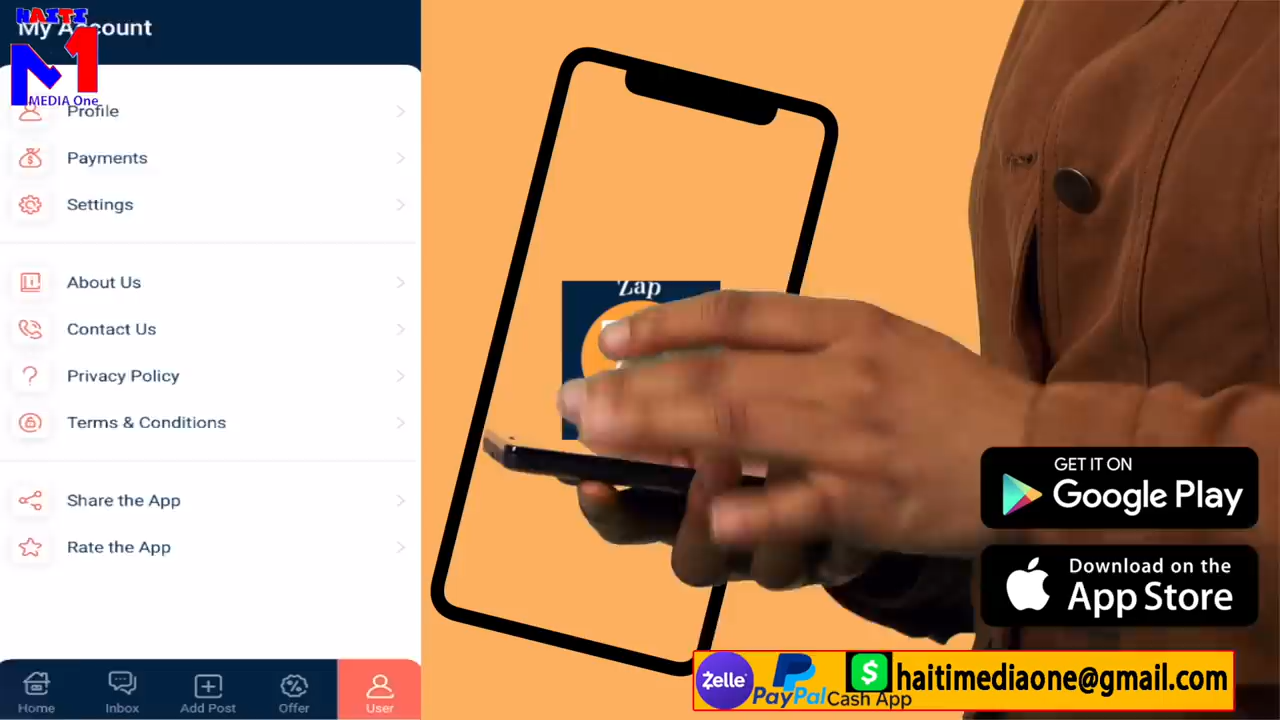 HAITI
My Account
M1
MEDIA One
Profile
Payments
Settings
About Us
Contact Us
Privacy Policy
Terms & Conditions
Share the App
Rate the App
Home
Inbox
Add Post
Offer
User
Zap
GET IT ON
Google Play
Download on the
App Store
Zelle
PayPal
Cash App
haitimediaone@gmail.com